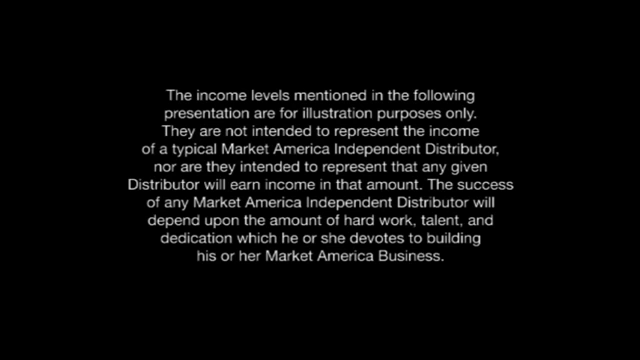 The income levels mentioned in the following
presentation are for illustration purposes only.
They are not intended to represent the income
of a typical Market America Independent Distributor,
nor are they intended to represent that any given
Distributor will earn income in that amount. The success
of any Market America Independent Distributor will
depend upon the amount of hard work, talent, and
dedication which he or she devotes to building
his or her Market America Business.